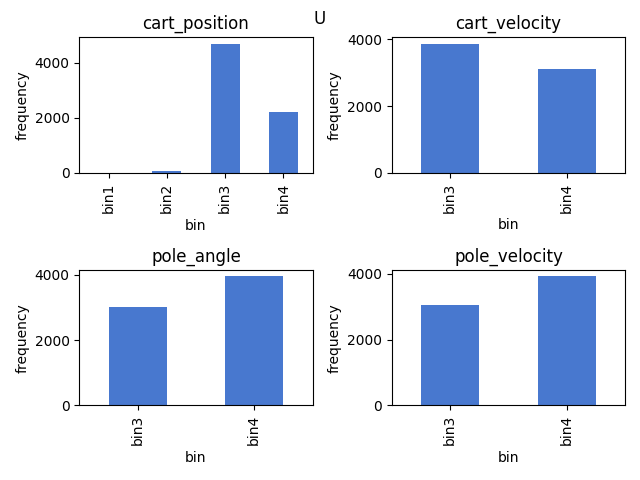 U
cart_position
frequency
4000
2000
0
bin1 bin2 bin3 bin4
bin
cart_velocity
frequency
4000
2000
0
bin3 bin4
bin
pole_angle
frequency
4000
2000
0
bin3 bin4
bin
pole_velocity
frequency
4000
2000
0
bin3 bin4
bin